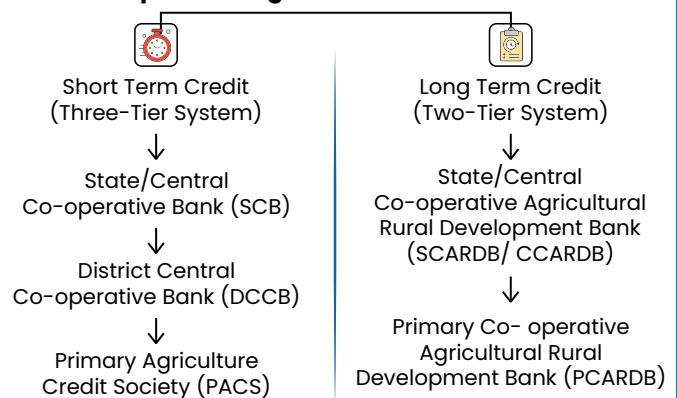 Short Term Credit
(Three-Tier System)
State/Central
Co-operative Bank (SCB)
District Central
Co-operative Bank (DCCB)
Primary Agriculture
Credit Society (PACS)
Long Term Credit
(Two-Tier System)
State/Central
Co-operative Agricultural
Rural Development Bank
(SCARDB/ CCARDB)
Primary Co- operative
Agricultural Rural
Development Bank (PCARDB)